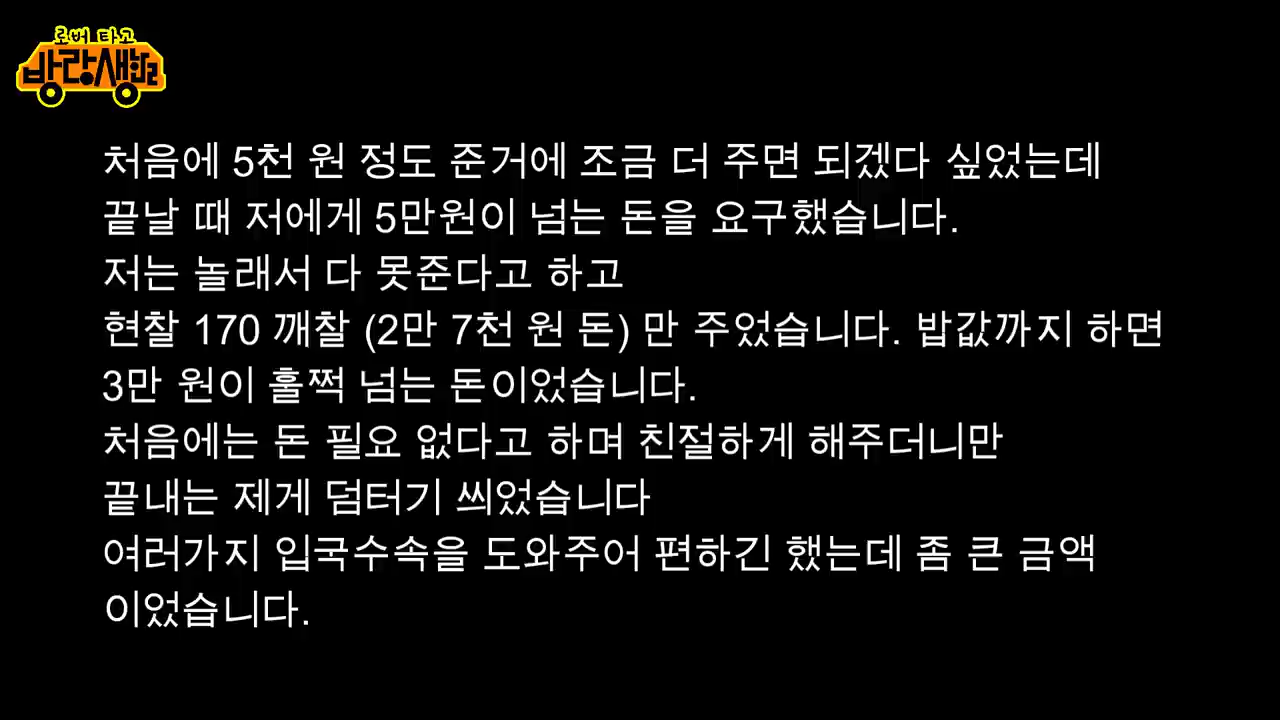 로버 타고
바람새2
처음에 5천 원 정도 준거에 조금 더 주면 되겠다 싶었는데
끝날 때 저에게 5만원이 넘는 돈을 요구했습니다.
저는 놀래서 다 못준다고 하고
현찰 170 깨찰 (2만 7천 원 돈) 만 주었습니다. 밥값까지 하면
3만 원이 훌쩍 넘는 돈이었습니다.
처음에는 돈 필요 없다고 하며 친절하게 해주더니만
끝내는 제게 덤터기 씌었습니다
여러가지 입국수속을 도와주어 편하긴 했는데 좀 큰 금액
이었습니다.